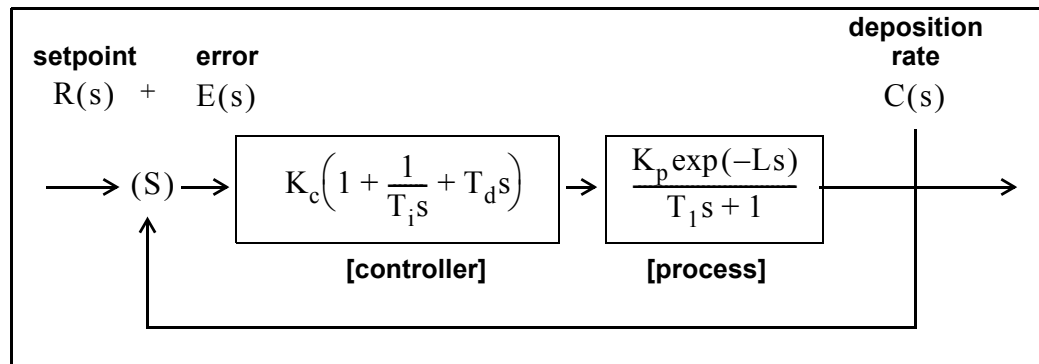 deposition
setpoint error rate
R(s) + E(s) C(s)
(S) K_c(1 + 1/(T_i s) + T_d s) K_p exp(–Ls)/(T_1 s + 1)
[controller] [process]